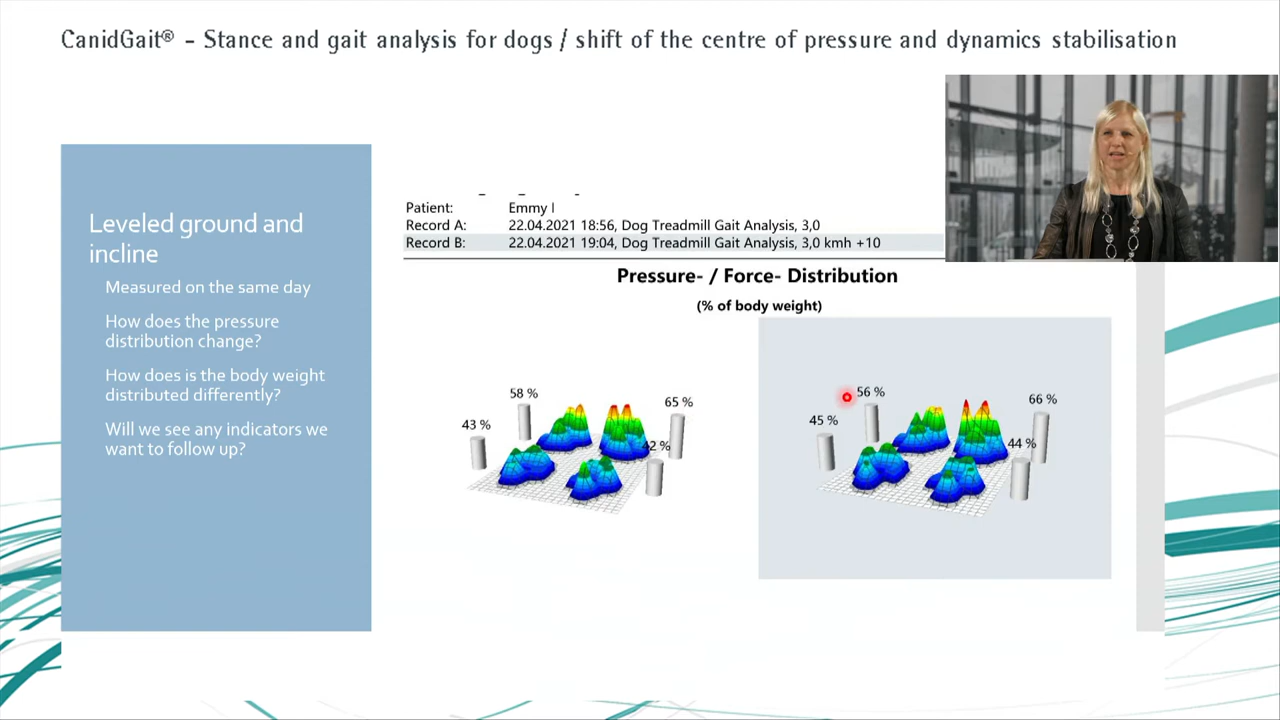 CanidGait® - Stance and gait analysis for dogs / shift of the centre of pressure and dynamics stabilisation
Leveled ground and
incline
Measured on the same day
How does the pressure
distribution change?
How does is the body weight
distributed differently?
Will we see any indicators we
want to follow up?
Patient: Emmy I
Record A: 22.04.2021 18:56, Dog Treadmill Gait Analysis, 3,0
Record B: 22.04.2021 19:04, Dog Treadmill Gait Analysis, 3,0 kmh +10
Pressure- / Force- Distribution
(% of body weight)
58 %
65 %
43 %
42 %
56 %
66 %
45 %
44 %